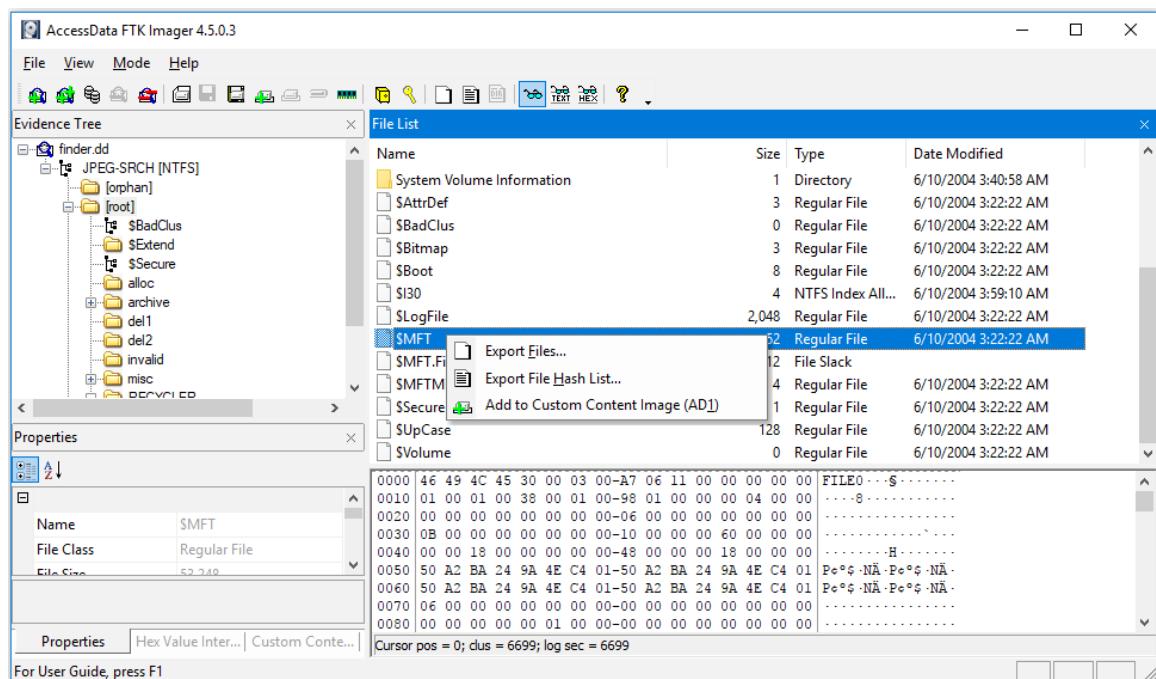 AccessData FTK Imager 4.5.0.3
File View Mode Help
Evidence Tree
finder.dd
JPEG-SRCH [NTFS]
[orphan]
[root]
$BadClus
$Extend
$Secure
alloc
archive
del1
del2
invalid
misc
RECYCLER
Properties
Name $MFT
File Class Regular File
File Size 53,248
Properties Hex Value Inter... Custom Conte...
File List
Name Size Type Date Modified
System Volume Information 1 Directory 6/10/2004 3:40:58 AM
$AttrDef 3 Regular File 6/10/2004 3:22:22 AM
$BadClus 0 Regular File 6/10/2004 3:22:22 AM
$Bitmap 3 Regular File 6/10/2004 3:22:22 AM
$Boot 8 Regular File 6/10/2004 3:22:22 AM
$I30 4 NTFS Index All... 6/10/2004 3:59:10 AM
$LogFile 2,048 Regular File 6/10/2004 3:22:22 AM
$MFT 52 Regular File 6/10/2004 3:22:22 AM
$MFT.Fi 12 File Slack
$MFTM 4 Regular File 6/10/2004 3:22:22 AM
$Secure 1 Regular File 6/10/2004 3:22:22 AM
$UpCase 128 Regular File 6/10/2004 3:22:22 AM
$Volume 0 Regular File 6/10/2004 3:22:22 AM
Export Files...
Export File Hash List...
Add to Custom Content Image (AD1)
0000 46 49 4C 45 30 00 03 00-A7 06 11 00 00 00 00 00 FILE0···§·······
0010 01 00 01 00 38 00 01 00-98 01 00 00 00 04 00 00 ····8···········
0020 00 00 00 00 00 00 00 00-06 00 00 00 00 00 00 00 ················
0030 0B 00 00 00 00 00 00 00-10 00 00 00 60 00 00 00 ············`···
0040 00 00 18 00 00 00 00 00-48 00 00 00 18 00 00 00 ········H·······
0050 50 A2 BA 24 9A 4E C4 01-50 A2 BA 24 9A 4E C4 01 P¢º$·NÄ·P¢º$·NÄ·
0060 50 A2 BA 24 9A 4E C4 01-50 A2 BA 24 9A 4E C4 01 P¢º$·NÄ·P¢º$·NÄ·
0070 06 00 00 00 00 00 00 00-00 00 00 00 00 00 00 00 ················
0080 00 00 00 00 00 01 00 00-00 00 00 00 00 00 00 00 ················
Cursor pos = 0; clus = 6699; log sec = 6699
For User Guide, press F1